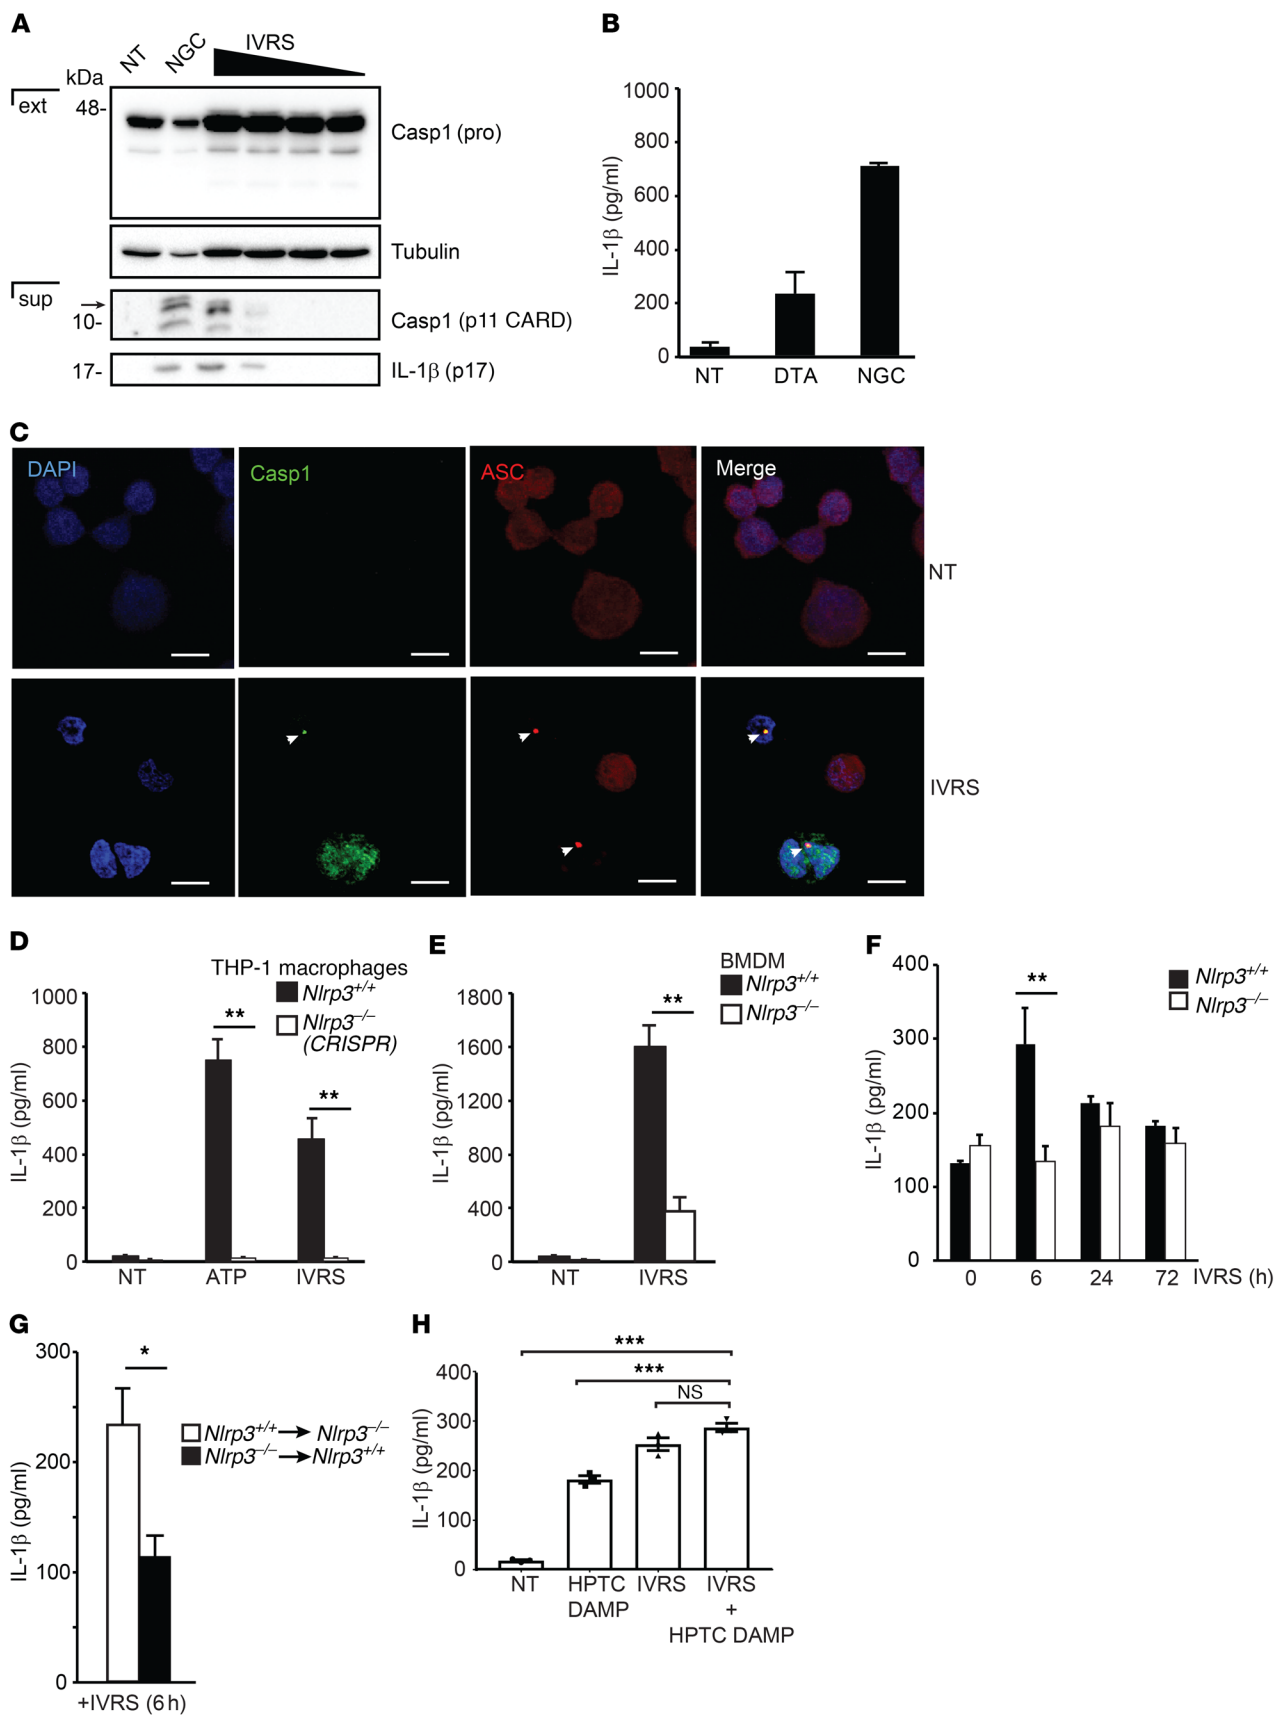 A
NT NGC IVRS
kDa
ext
48-
Casp1 (pro)
Tubulin
sup
10-
Casp1 (p11 CARD)
17-
IL-1β (p17)
B
IL-1β (pg/ml)
1000
800
600
400
200
0
NT DTA NGC
C
DAPI Casp1 ASC Merge
NT
IVRS
D
THP-1 macrophages
Nlrp3+/+
Nlrp3–/–
(CRISPR)
IL-1β (pg/ml)
1000
800
600
400
200
0
**
**
NT ATP IVRS
E
BMDM
Nlrp3+/+
Nlrp3–/–
IL-1β (pg/ml)
1800
1600
1200
800
400
0
**
NT IVRS
F
Nlrp3+/+
Nlrp3–/–
IL-1β (pg/ml)
400
300
200
100
0
**
0 6 24 72 IVRS (h)
G
IL-1β (pg/ml)
300
200
100
0
*
Nlrp3+/+ → Nlrp3–/–
Nlrp3–/– → Nlrp3+/+
+IVRS (6 h)
H
IL-1β (pg/ml)
400
300
200
100
0
***
***
NS
NT HPTC IVRS IVRS
DAMP +
HPTC DAMP